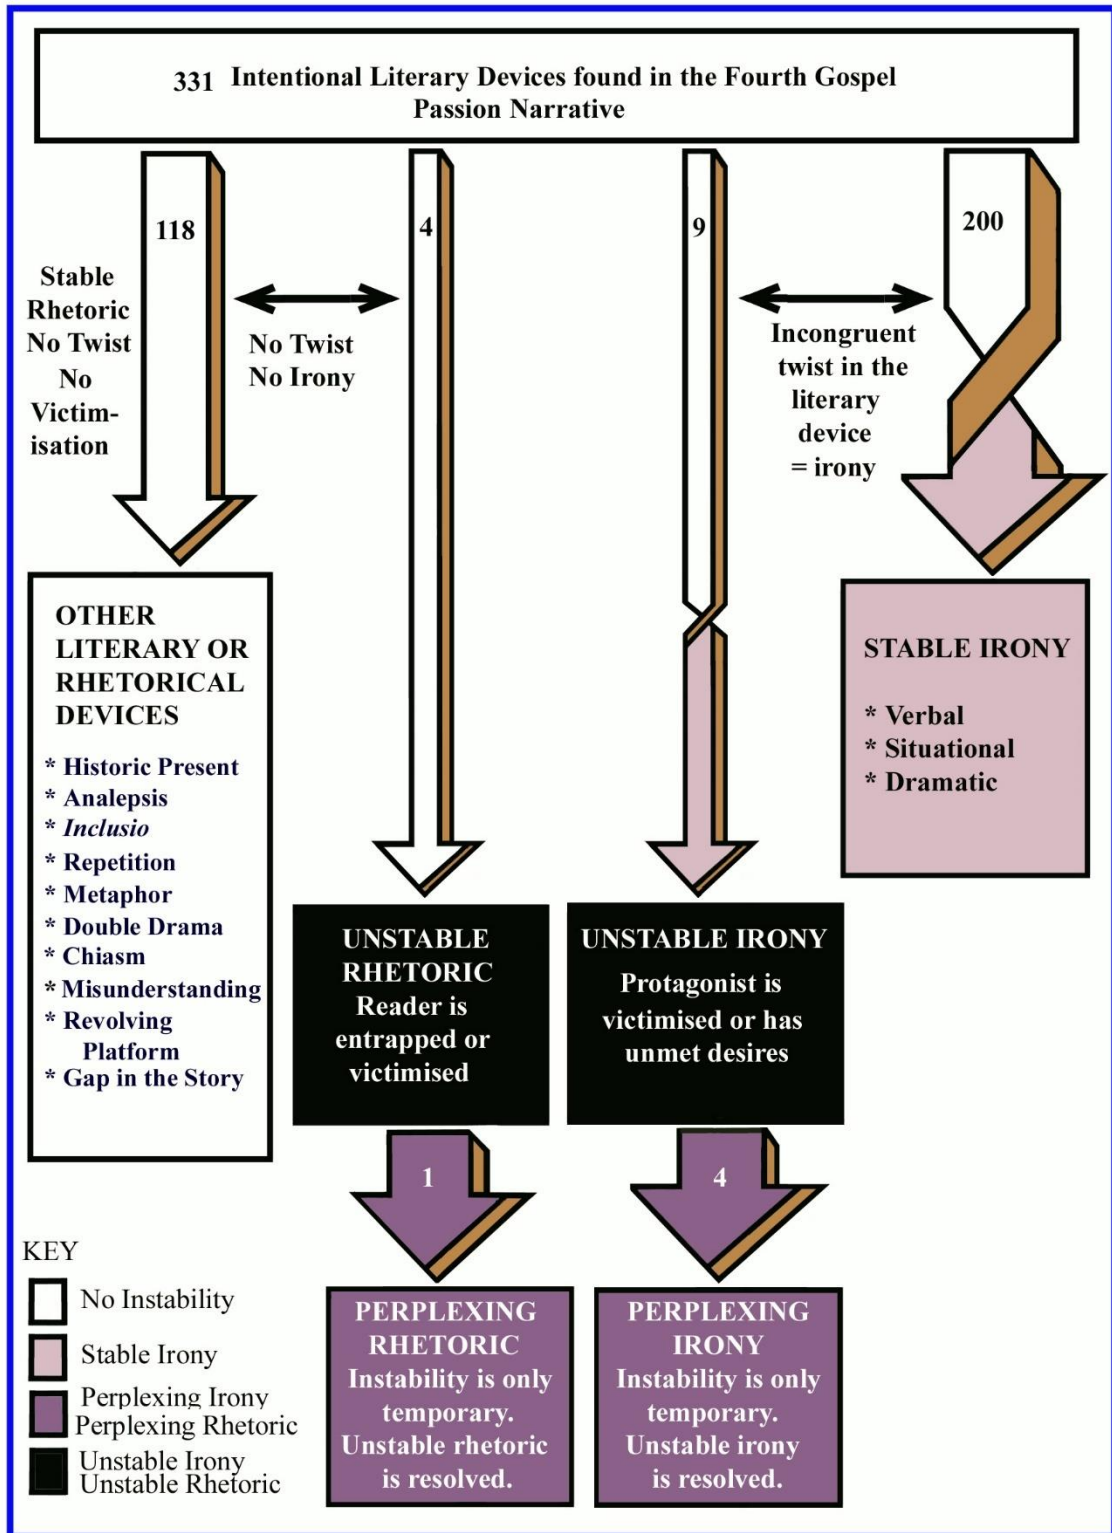 331 Intentional Literary Devices found in the Fourth Gospel
Passion Narrative
118
4
9
200
Stable
Rhetoric
No Twist
No
Victim-
isation
No Twist
No Irony
Incongruent
twist in the
literary
device
= irony
OTHER
LITERARY OR
RHETORICAL
DEVICES
* Historic Present
* Analepsis
* Inclusio
* Repetition
* Metaphor
* Double Drama
* Chiasm
* Misunderstanding
* Revolving
Platform
* Gap in the Story
STABLE IRONY
* Verbal
* Situational
* Dramatic
UNSTABLE
RHETORIC
Reader is
entrapped or
victimised
UNSTABLE IRONY
Protagonist is
victimised or has
unmet desires
1
4
PERPLEXING
RHETORIC
Instability is only
temporary.
Unstable rhetoric
is resolved.
PERPLEXING
IRONY
Instability is only
temporary.
Unstable irony
is resolved.
KEY
No Instability
Stable Irony
Perplexing Irony
Perplexing Rhetoric
Unstable Irony
Unstable Rhetoric